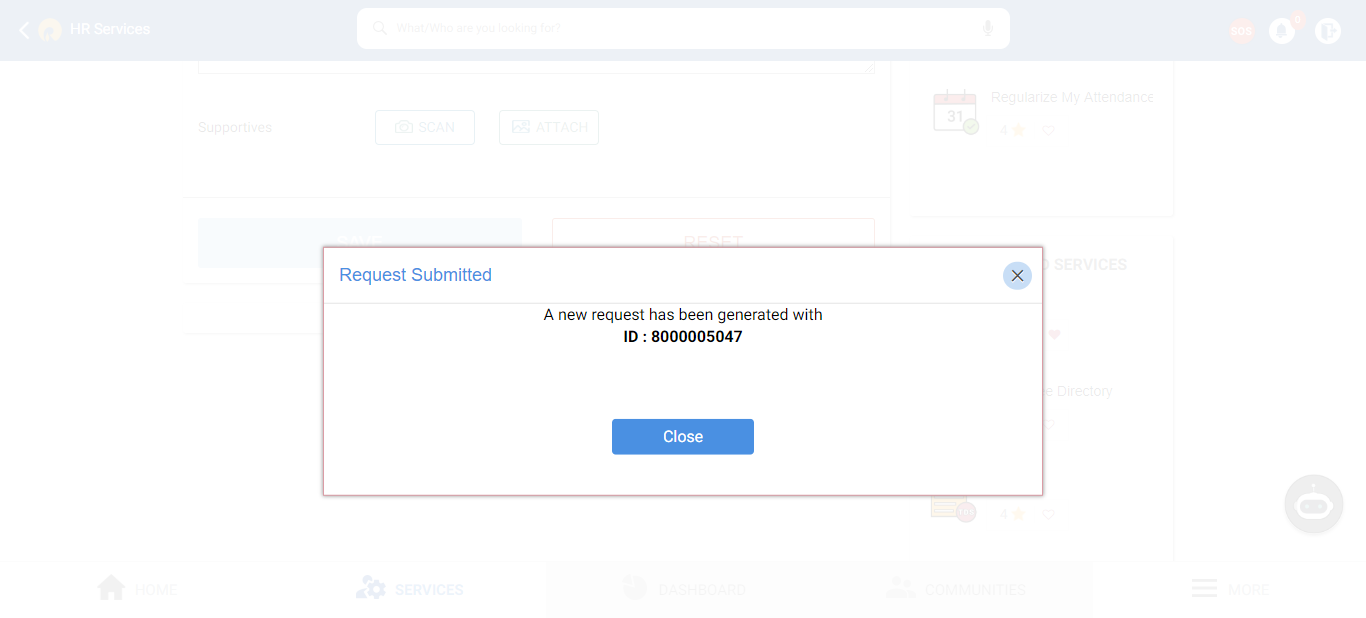 HR Services
What/Who are you looking for?
SOS
0
Supportives
SCAN
ATTACH
31
Regularize My Attendance
4
SAVE
RESET
SERVICES
Request Submitted
A new request has been generated with
ID : 8000005047
Close
Directory
4
HOME
SERVICES
DASHBOARD
COMMUNITIES
MORE